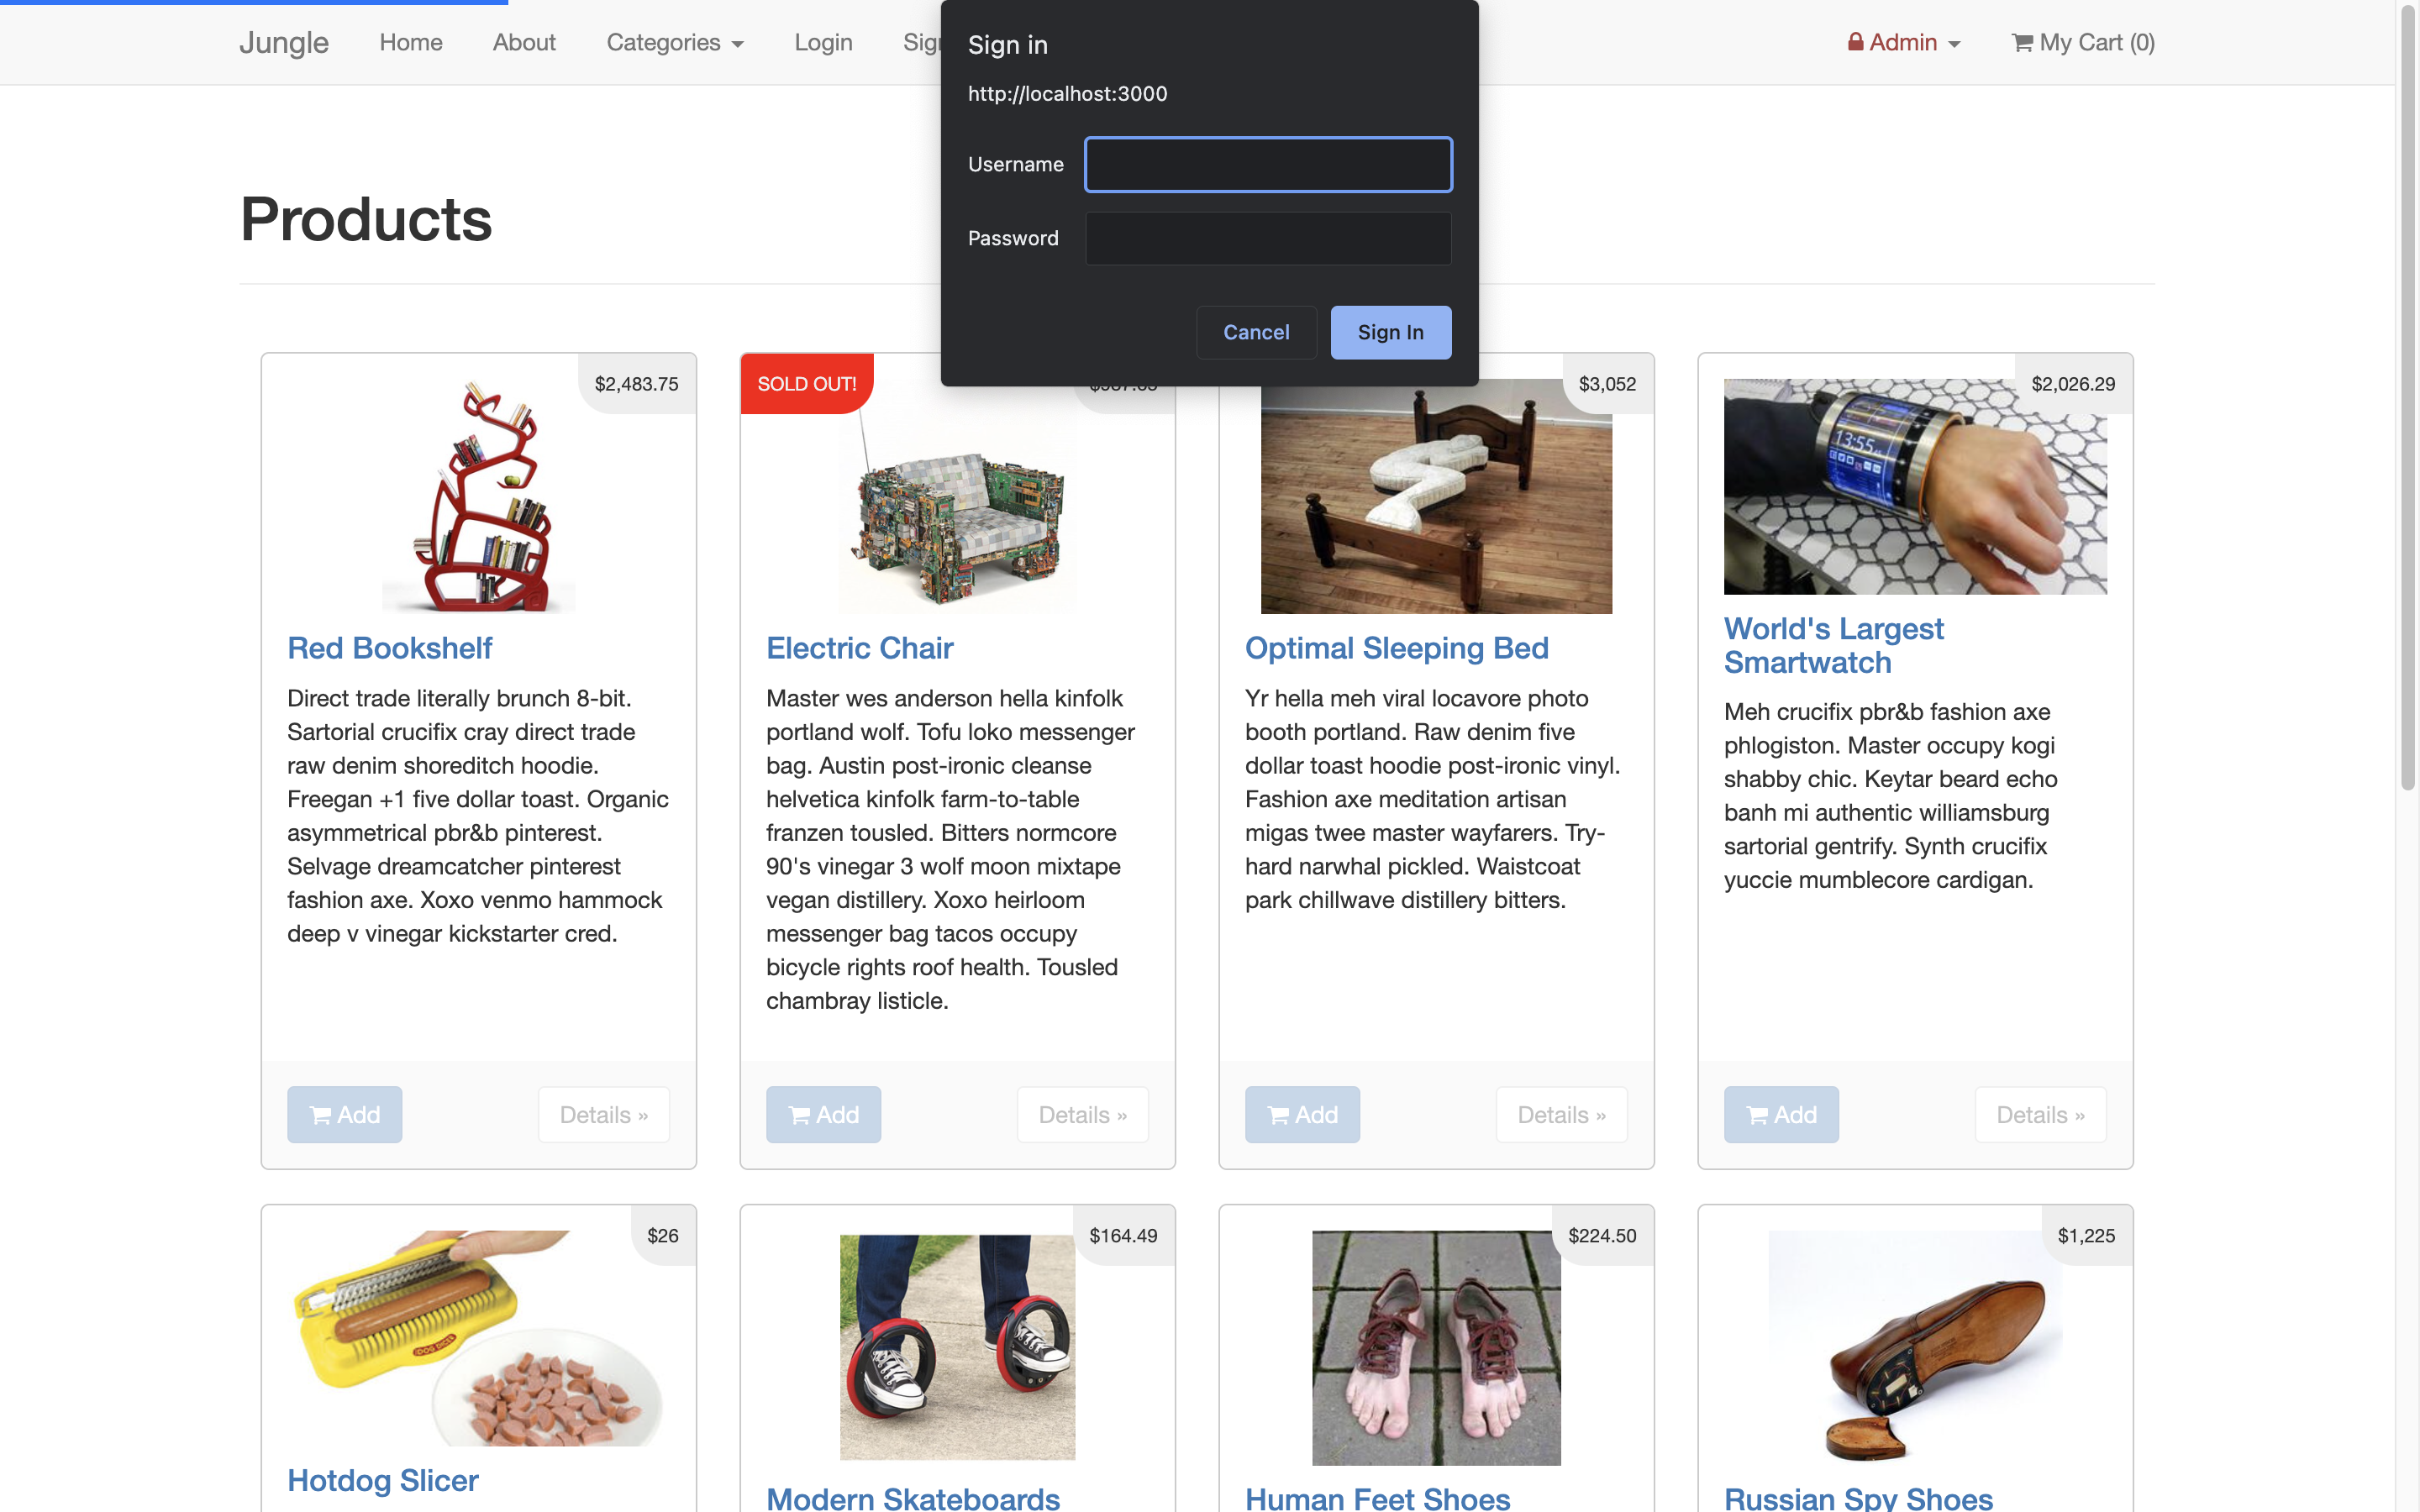 Jungle Home About Categories Login Sig Admin My Cart (0)
Sign in
http://localhost:3000
Username
Password
Cancel Sign In
Products
$2,483.75
Red Bookshelf
Direct trade literally brunch 8-bit.
Sartorial crucifix cray direct trade
raw denim shoreditch hoodie.
Freegan +1 five dollar toast. Organic
asymmetrical pbr&b pinterest.
Selvage dreamcatcher pinterest
fashion axe. Xoxo venmo hammock
deep v vinegar kickstarter cred.
Add Details »
SOLD OUT!
Electric Chair
Master wes anderson hella kinfolk
portland wolf. Tofu loko messenger
bag. Austin post-ironic cleanse
helvetica kinfolk farm-to-table
franzen tousled. Bitters normcore
90's vinegar 3 wolf moon mixtape
vegan distillery. Xoxo heirloom
messenger bag tacos occupy
bicycle rights roof health. Tousled
chambray listicle.
Add Details »
$3,052
Optimal Sleeping Bed
Yr hella meh viral locavore photo
booth portland. Raw denim five
dollar toast hoodie post-ironic vinyl.
Fashion axe meditation artisan
migas twee master wayfarers. Try-
hard narwhal pickled. Waistcoat
park chillwave distillery bitters.
Add Details »
$2,026.29
13:55
World's Largest
Smartwatch
Meh crucifix pbr&b fashion axe
phlogiston. Master occupy kogi
shabby chic. Keytar beard echo
banh mi authentic williamsburg
sartorial gentrify. Synth crucifix
yuccie mumblecore cardigan.
Add Details »
$26
Hotdog Slicer
$164.49
Modern Skateboards
$224.50
Human Feet Shoes
$1,225
Russian Spy Shoes